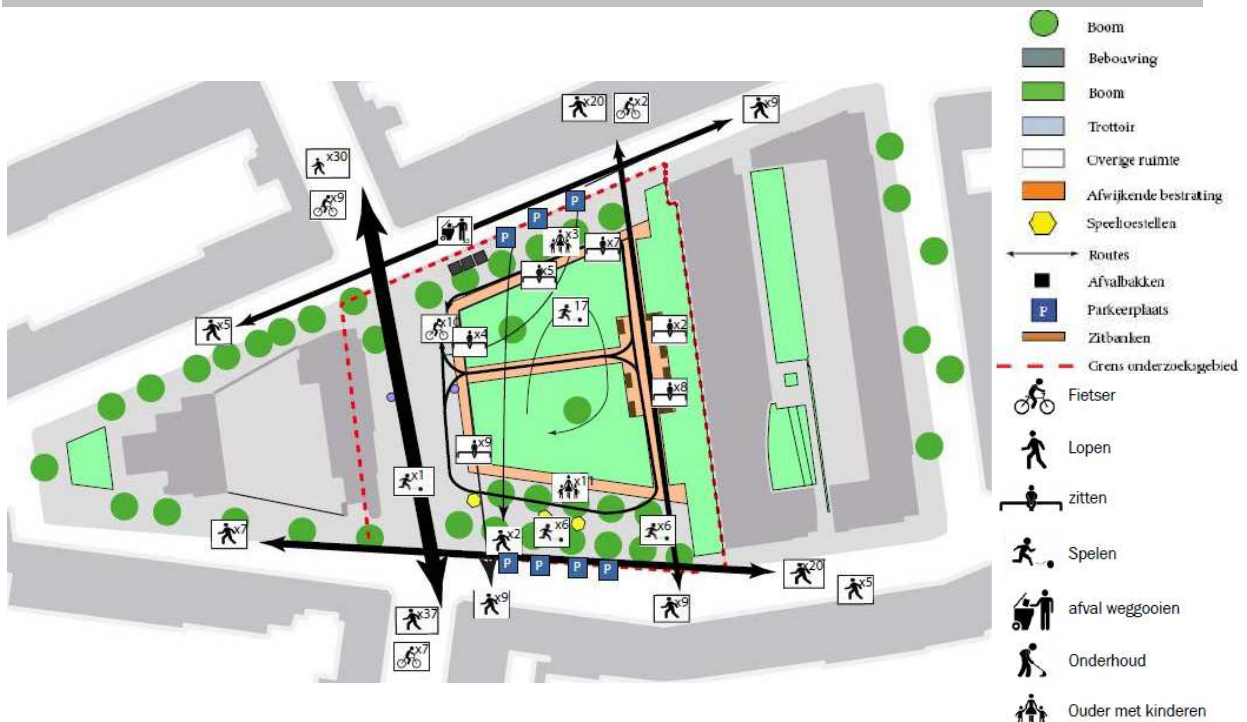 Boom
Bebouwing
Boom
Trottoir
Overige ruimte
Afwijkende bestrating
Speeltoestellen
Routes
Afvalbakken
P Parkeerplaats
Zitbanken
Grens onderzoeksgebied
Fietser
Lopen
zitten
Spelen
afval weggooien
Onderhoud
Ouder met kinderen
x20 x2 x9
x30
x9
P
P
P
x3
x7
x5
17
x5
x10
x4
x2
x8
x9
x1
x11
x7
x2
x6
x6
P P P P
x20
x5
x9
x9
x37
x7